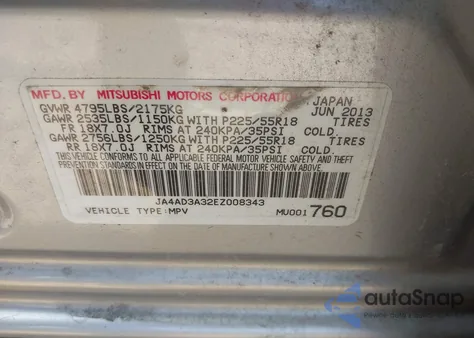 MFD. BY MITSUBISHI MOTORS CORPORATION JAPAN
GVWR 4795LBS/2175KG JUN 2013
GAWR 2535LBS/1150KG WITH P225/55R18 TIRES
FR 18X7.0J RIMS AT 240KPA/35PSI COLD.
GAWR 2756LBS/1250KG WITH P225/55R18 TIRES
RR 18X7.0J RIMS AT 240KPA/35PSI COLD.
THIS VEHICLE CONFORMS TO ALL APPLICABLE FEDERAL MOTOR VEHICLE SAFETY, BUMPER,
AND THEFT PREVENTION STANDARDS IN EFFECT ON THE DATE OF MANUFACTURE SHOWN ABOVE.
JA4AD3A32EZ008343
VEHICLE TYPE:MPV MU001760
autoSnap